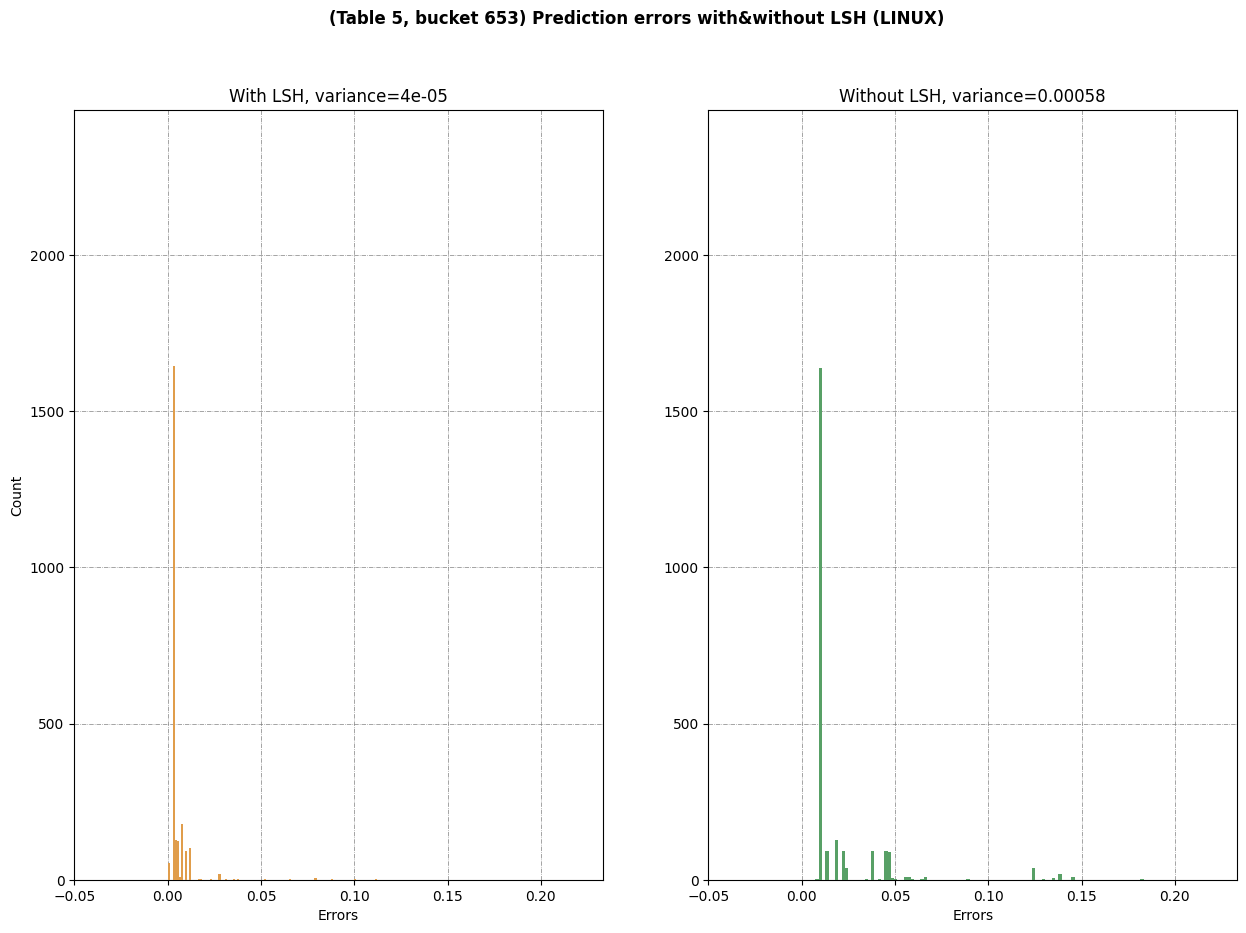 (Table 5, bucket 653) Prediction errors with&without LSH (LINUX)
With LSH, variance=4e-05
2000
1500
1000
500
0
Count
−0.05 0.00 0.05 0.10 0.15 0.20
Errors
Without LSH, variance=0.00058
2000
1500
1000
500
0
−0.05 0.00 0.05 0.10 0.15 0.20
Errors